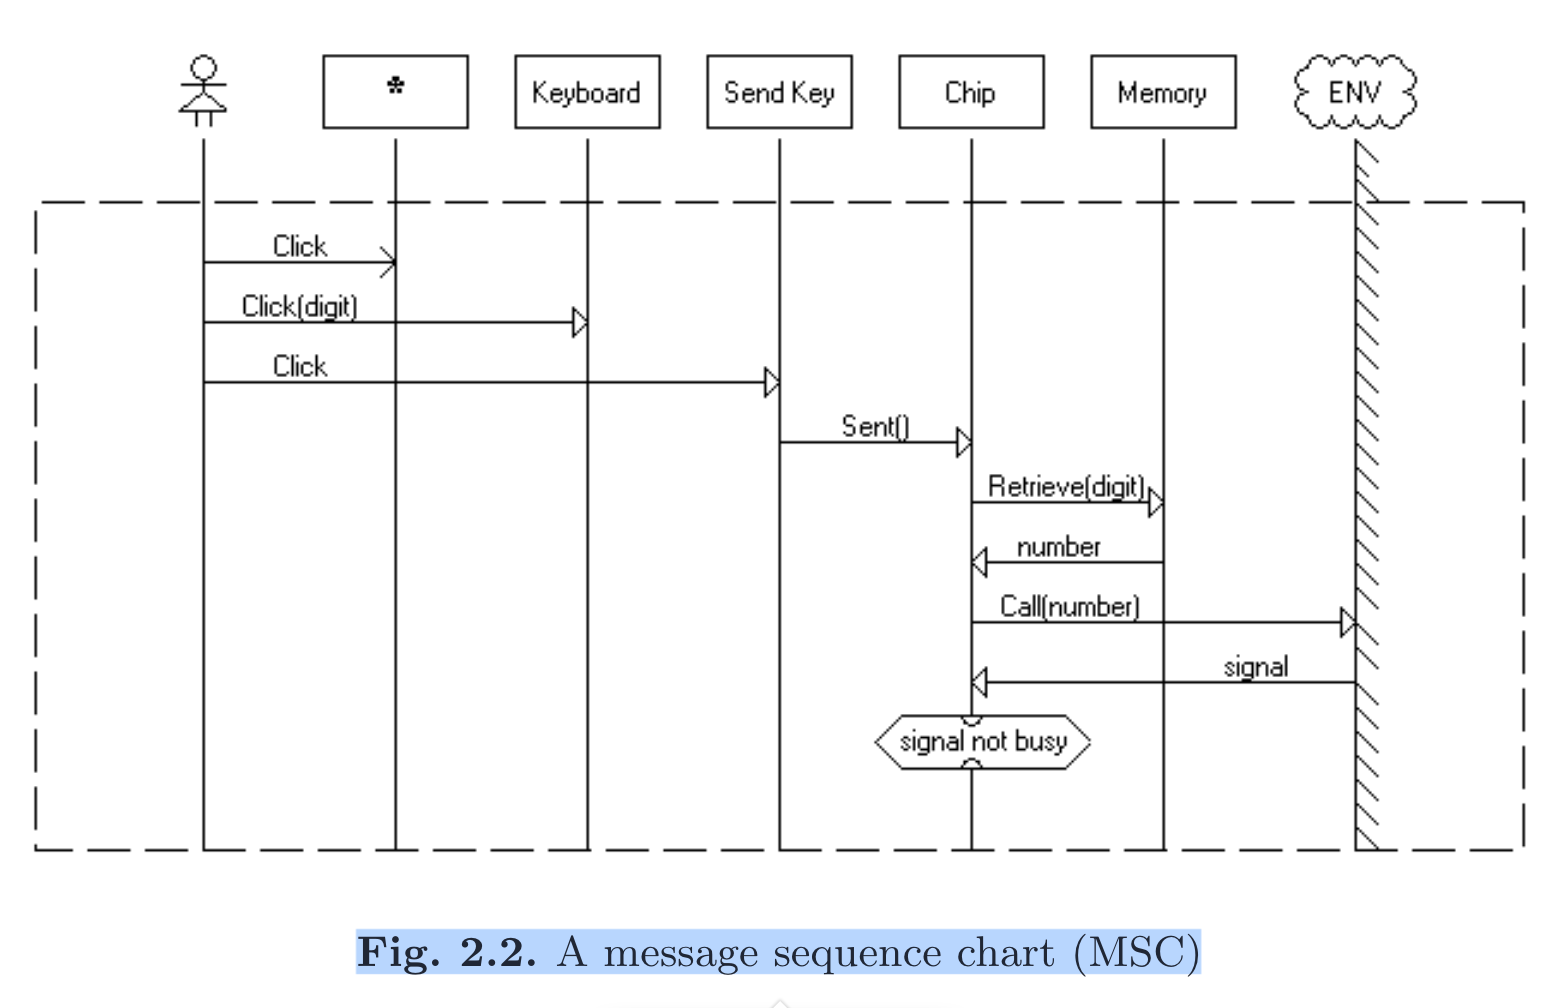 * Keyboard Send Key Chip Memory ENV
Click
Click(digit)
Click
Sent()
Retrieve(digit)
number
Call(number)
signal
signal not busy
Fig. 2.2. A message sequence chart (MSC)